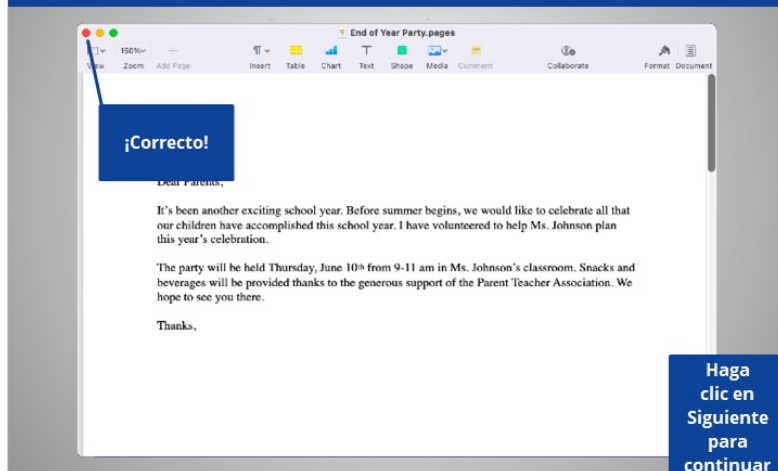 End of Year Party.pages
150%
View Zoom Add Page Insert Table Chart Text Shape Media Comment Collaborate Format Document
¡Correcto!
Dear Parents,
It's been another exciting school year. Before summer begins, we would like to celebrate all that
our children have accomplished this school year. I have volunteered to help Ms. Johnson plan
this year's celebration.
The party will be held Thursday, June 10th from 9-11 am in Ms. Johnson's classroom. Snacks and
beverages will be provided thanks to the generous support of the Parent Teacher Association. We
hope to see you there.
Thanks,
Haga
clic en
Siguiente
para
continuar